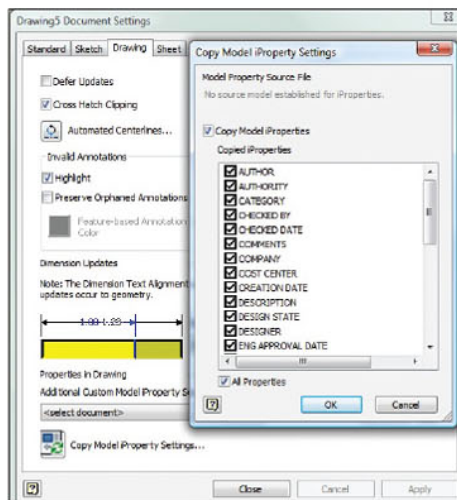 Drawing5 Document Settings
Standard Sketch Drawing Sheet
Defer Updates
Cross Hatch Clipping
Automated Centerlines...
Invalid Annotations
Highlight
Preserve Orphaned Annotations
Feature-based Annotation
Color
Dimension Updates
Note: The Dimension Text Alignment
updates occur to geometry.
Properties in Drawing
Additional Custom Model iProperty
<select document>
Copy Model iProperty Settings...
Close Cancel Apply
Copy Model iProperty Settings
Model Property Source File
No source model established for iProperties.
Copy Model iProperties
Copied iProperties
AUTHOR
AUTHORITY
CATEGORY
CHECKED BY
CHECKED DATE
COMMENTS
COMPANY
COST CENTER
CREATION DATE
DESCRIPTION
DESIGN STATE
DESIGNER
ENG APPROVAL DATE
All Properties
OK Cancel